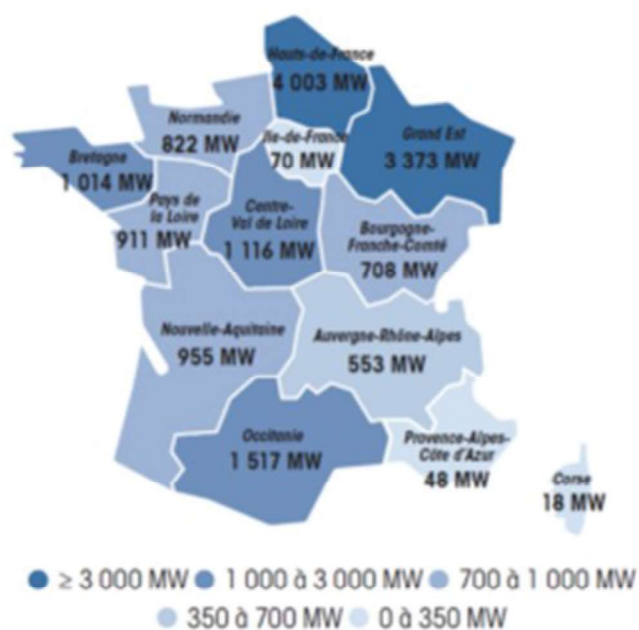 Hauts-de-France
4 003 MW
Normandie
822 MW
Ile-de-France
70 MW
Grand Est
3 373 MW
Bretagne
1 014 MW
Pays de
la Loire
911 MW
Centre-
Val de Loire
1 116 MW
Bourgogne-
Franche-Comté
708 MW
Nouvelle-Aquitaine
955 MW
Auvergne-Rhône-Alpes
553 MW
Occitanie
1 517 MW
Provence-Alpes-
Côte d'Azur
48 MW
Corse
18 MW
≥ 3 000 MW 1 000 à 3 000 MW 700 à 1 000 MW
350 à 700 MW 0 à 350 MW